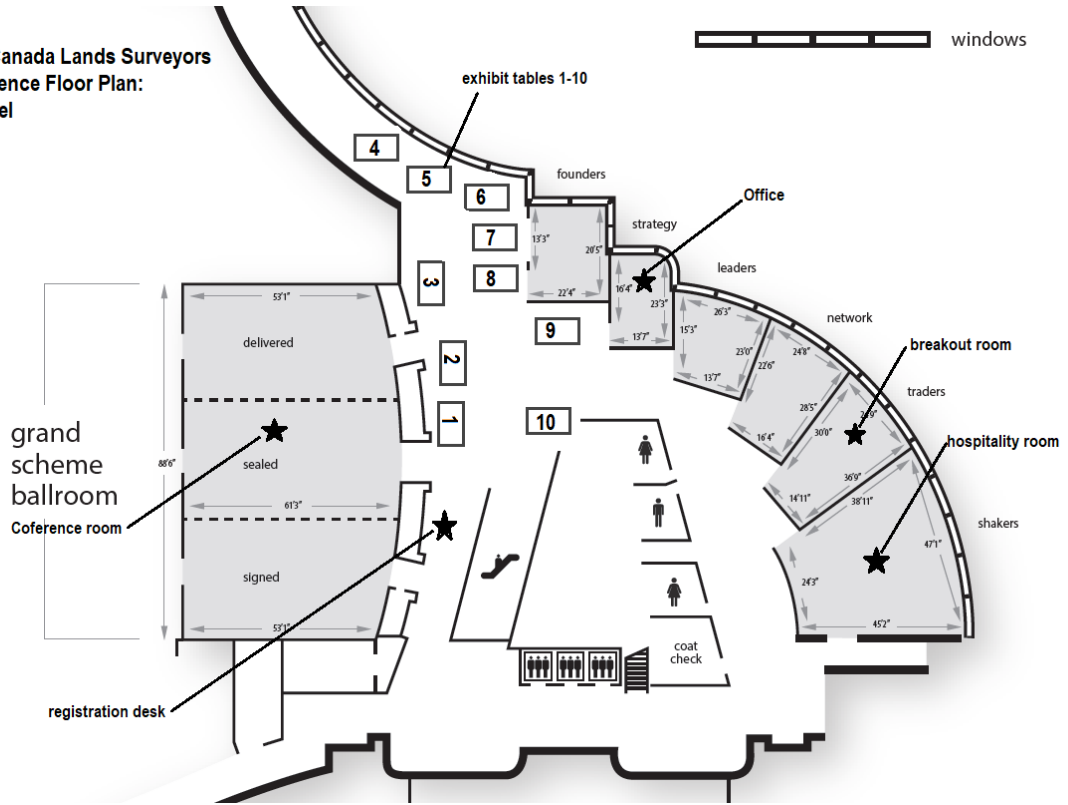 anada Lands Surveyors
ence Floor Plan:
el
windows
exhibit tables 1-10
4
5
6
7
8
3
9
2
1
10
founders
13'3"
20'5"
22'4"
Office
strategy
16'4"
23'3"
13'7"
leaders
26'3"
15'3"
23'0"
13'7"
network
24'8"
22'6"
28'5"
16'4"
breakout room
traders
30'0"
36'9"
14'11"
hospitality room
38'11"
shakers
47'1"
24'3"
45'2"
53'1"
delivered
grand
scheme
ballroom
88'6"
sealed
Coference room
61'3"
signed
53'1"
registration desk
coat
check